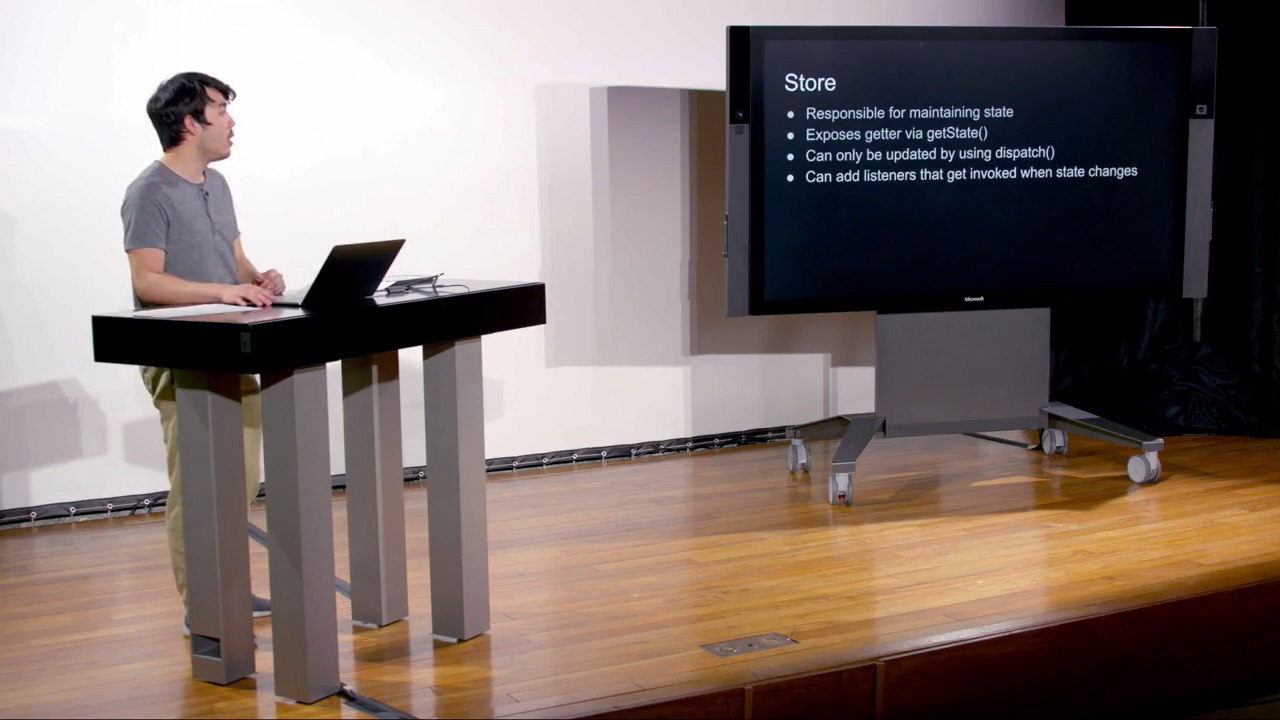 Store
● Responsible for maintaining state
● Exposes getter via getState()
● Can only be updated by using dispatch()
● Can add listeners that get invoked when state changes
Microsoft